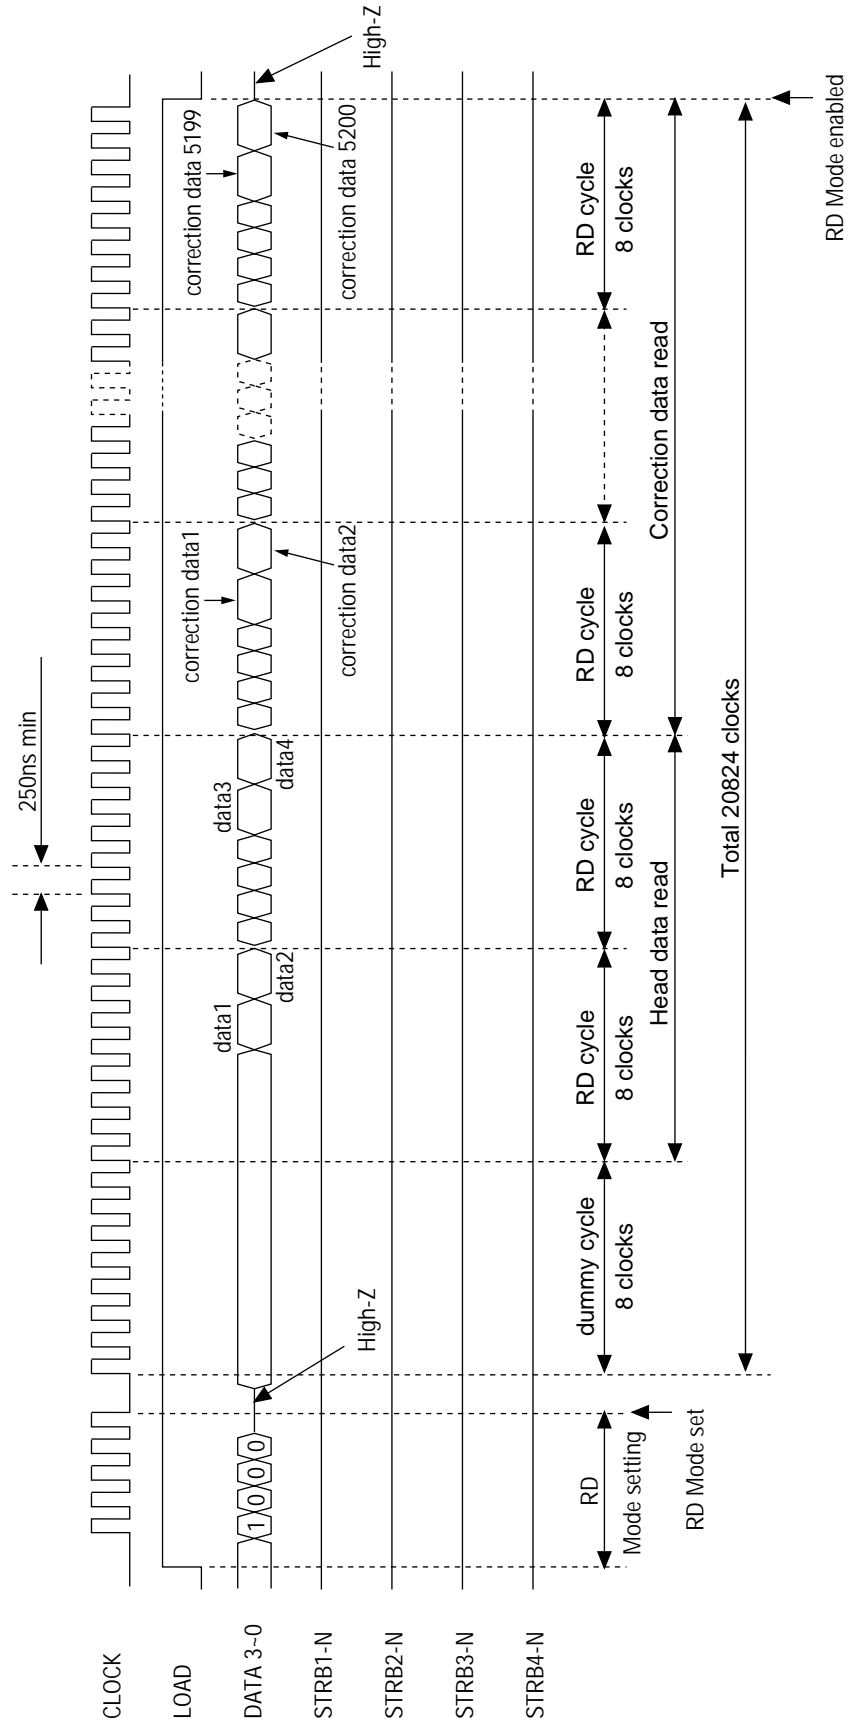 250ns min
CLOCK
LOAD
DATA 3~0
1 0 0 0
High-Z
data1
data2
data3
data4
correction data1
correction data2
correction data 5199
correction data 5200
High-Z
STRB1-N
STRB2-N
STRB3-N
STRB4-N
RD
Mode setting
dummy cycle
8 clocks
RD cycle
8 clocks
RD cycle
8 clocks
RD cycle
8 clocks
RD cycle
8 clocks
Head data read
Correction data read
RD Mode set
Total 20824 clocks
RD Mode enabled